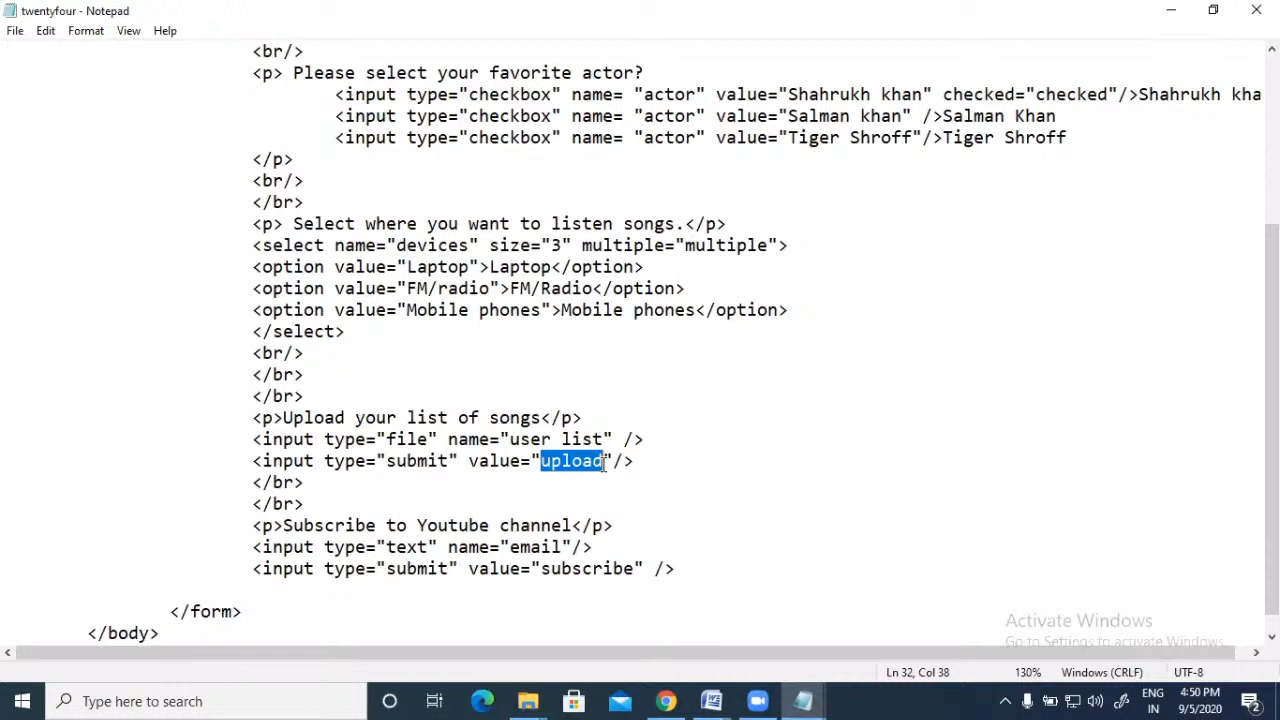 twentyfour - Notepad
File Edit Format View Help
<br/>
<p> Please select your favorite actor?
<input type="checkbox" name= "actor" value="Shahrukh khan" checked="checked"/>Shahrukh kha
<input type="checkbox" name= "actor" value="Salman khan" />Salman Khan
<input type="checkbox" name= "actor" value="Tiger Shroff"/>Tiger Shroff
</p>
<br/>
</br>
<p> Select where you want to listen songs.</p>
<select name="devices" size="3" multiple="multiple">
<option value="Laptop">Laptop</option>
<option value="FM/radio">FM/Radio</option>
<option value="Mobile phones">Mobile phones</option>
</select>
<br/>
</br>
</br>
<p>Upload your list of songs</p>
<input type="file" name="user list" />
<input type="submit" value="upload"/>
</br>
</br>
<p>Subscribe to Youtube channel</p>
<input type="text" name="email"/>
<input type="submit" value="subscribe" />
</form>
</body>
Activate Windows
Go to Settings to activate Windows.
Ln 32, Col 38 130% Windows (CRLF) UTF-8
Type here to search
ENG
IN
4:50 PM
9/5/2020
2